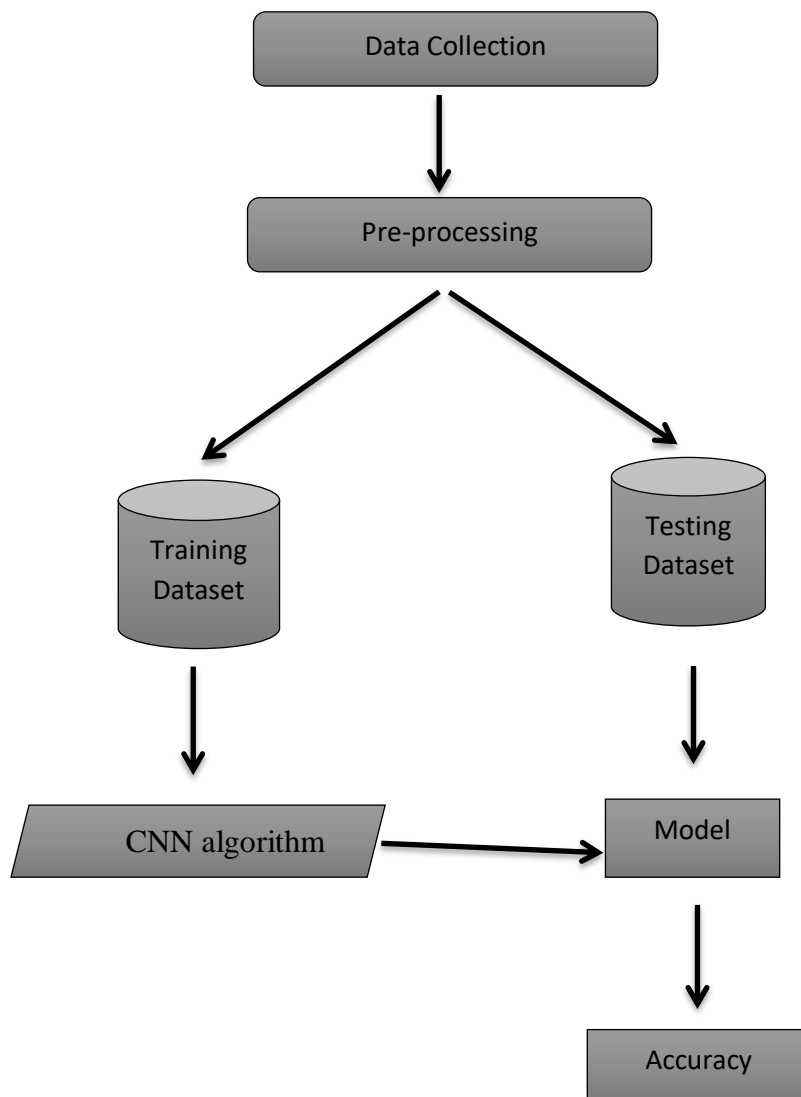 Data Collection
Pre-processing
Training
Dataset
Testing
Dataset
CNN algorithm
Model
Accuracy